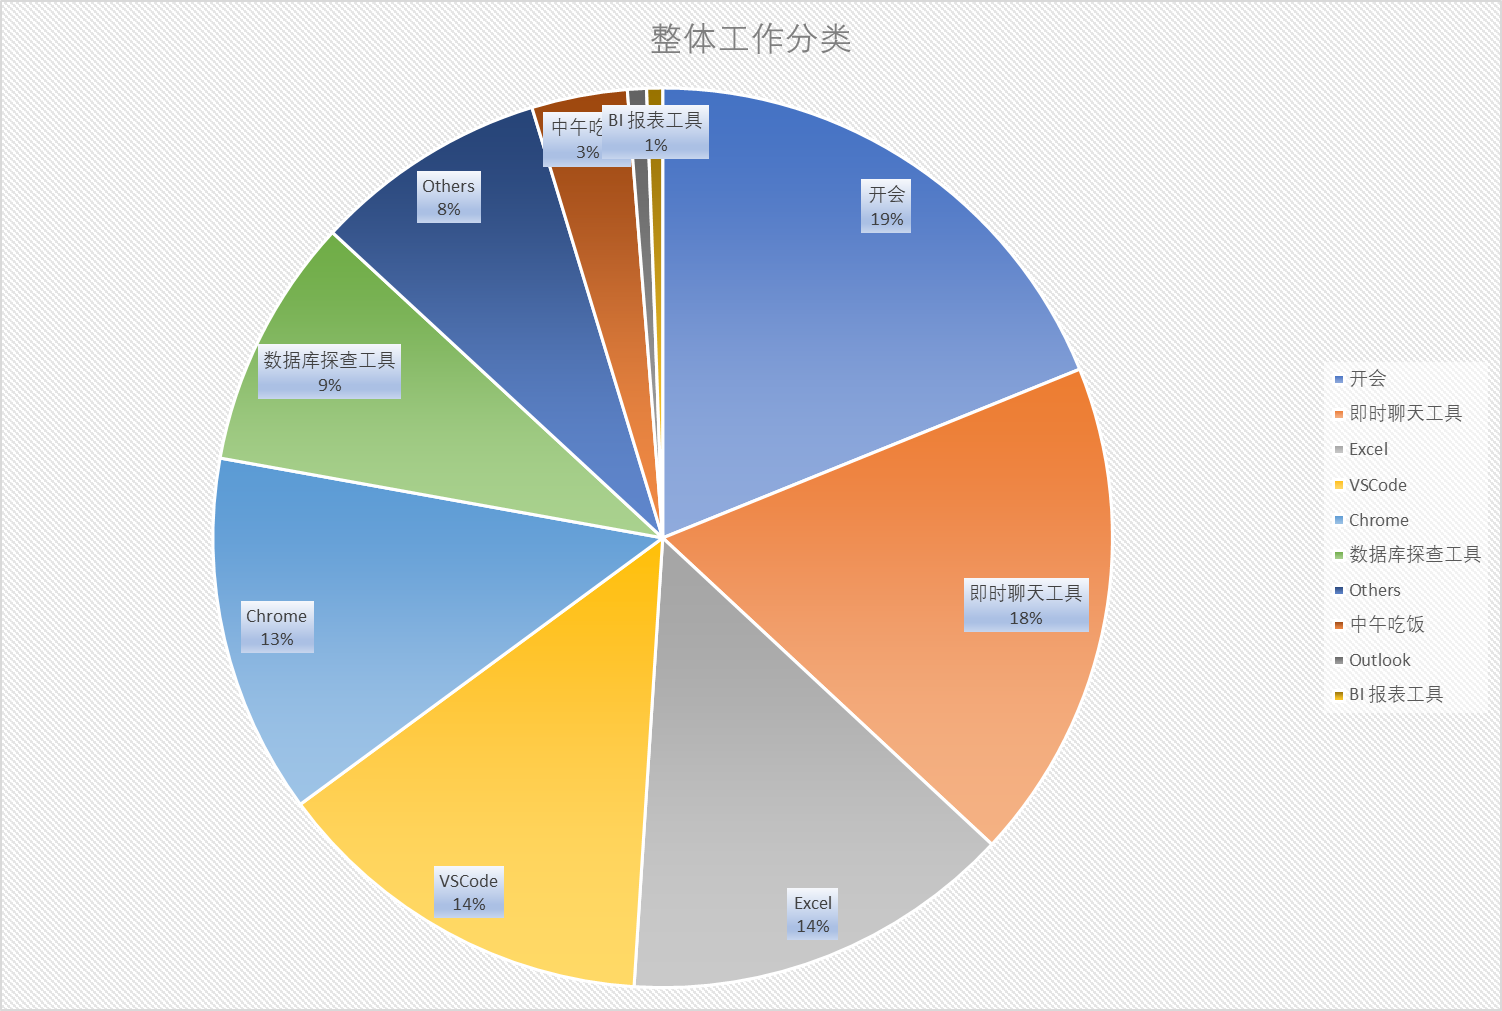 整体工作分类
BI 报表工具
1%
中午吃
3%
Others
8%
开会
19%
数据库探查工具
9%
即时聊天工具
18%
Chrome
13%
VSCode
14%
Excel
14%
开会
即时聊天工具
Excel
VSCode
Chrome
数据库探查工具
Others
中午吃饭
Outlook
BI 报表工具